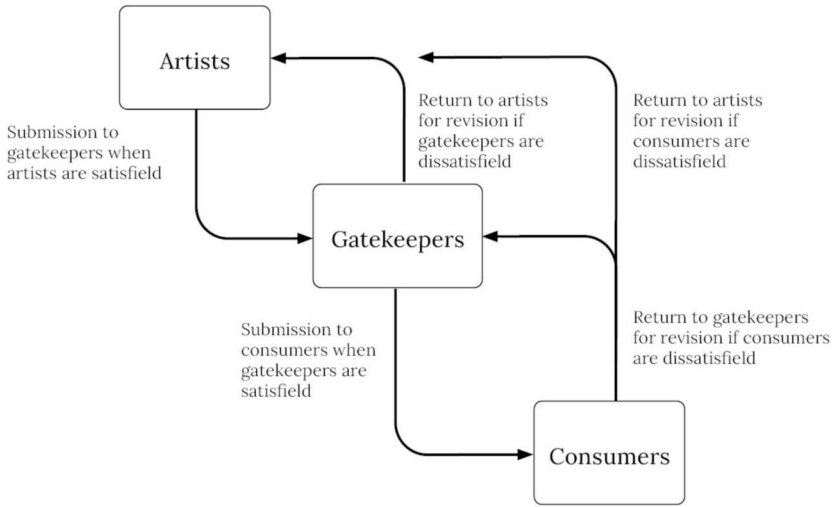 Artists
Submission to
gatekeepers when
artists are satisfield
Return to artists
for revision if
gatekeepers are
dissatisfield
Return to artists
for revision if
consumers are
dissatisfield
Gatekeepers
Submission to
consumers when
gatekeepers are
satisfield
Return to gatekeepers
for revision if consumers
are dissatisfield
Consumers